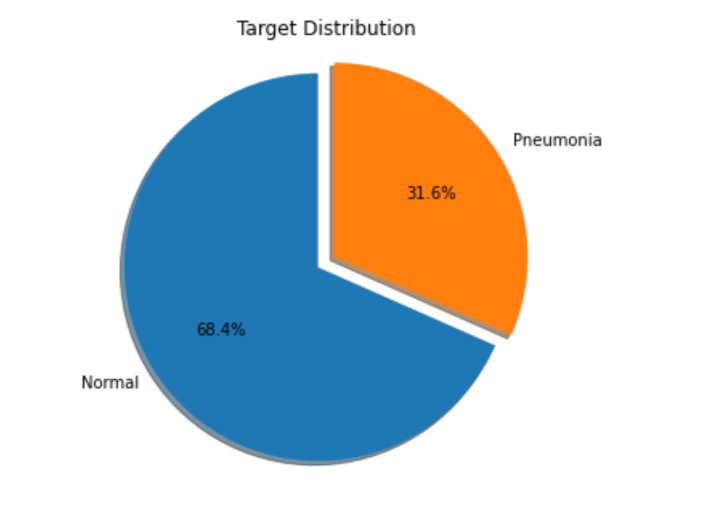 Target Distribution
Pneumonia
31.6%
68.4%
Normal